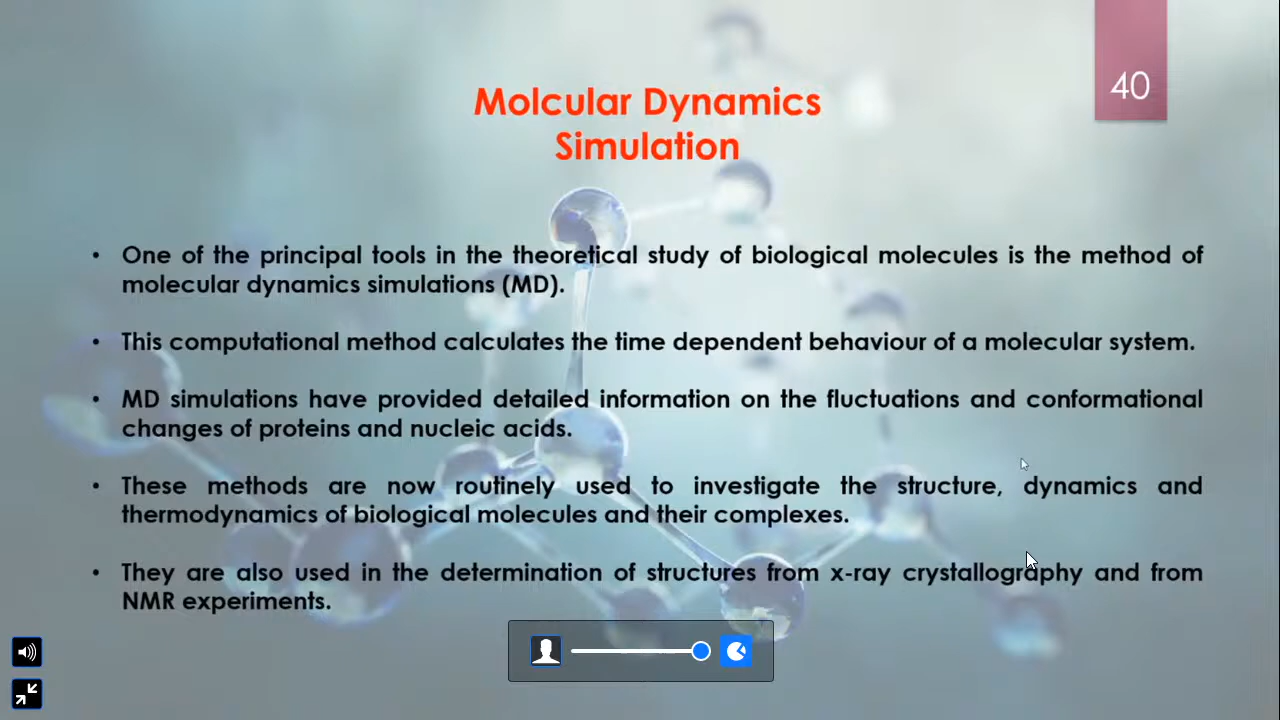 40
Molcular Dynamics
Simulation
• One of the principal tools in the theoretical study of biological molecules is the method of
molecular dynamics simulations (MD).
• This computational method calculates the time dependent behaviour of a molecular system.
• MD simulations have provided detailed information on the fluctuations and conformational
changes of proteins and nucleic acids.
• These methods are now routinely used to investigate the structure, dynamics and
thermodynamics of biological molecules and their complexes.
• They are also used in the determination of structures from x-ray crystallography and from
NMR experiments.